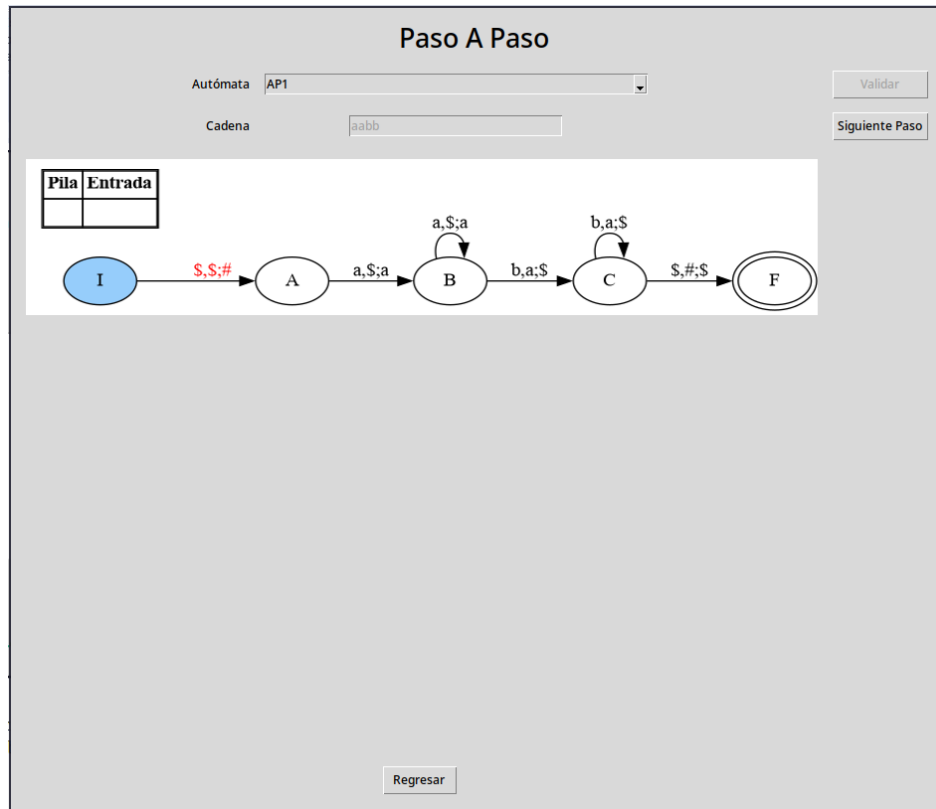 Paso A Paso
Autómata AP1 Validar
Cadena aabb Siguiente Paso
Pila Entrada
a,$;a b,a;$
I $,$;# A a,$;a B b,a;$ C $,#;$ F
Regresar